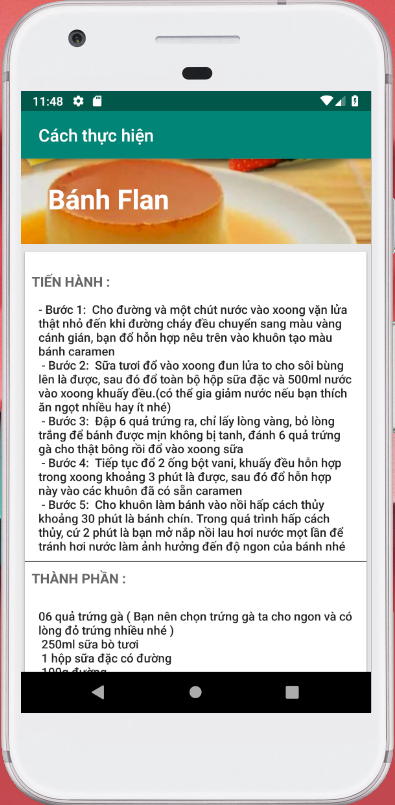 11:48
Cách thực hiện
Bánh Flan
TIẾN HÀNH :
- Bước 1:  Cho đường và một chút nước vào xoong vặn lửa
thật nhỏ đến khi đường cháy đều chuyển sang màu vàng
cánh gián, bạn đổ hỗn hợp nêu trên vào khuôn tạo màu
bánh caramen
- Bước 2:  Sữa tươi đổ vào xoong đun lửa to cho sôi bùng
lên là được, sau đó đổ toàn bộ hộp sữa đặc và 500ml nước
vào xoong khuấy đều.(có thể gia giảm nước nếu bạn thích
ăn ngọt nhiều hay ít nhé)
- Bước 3:  Đập 6 quả trứng ra, chỉ lấy lòng vàng, bỏ lòng
trắng để bánh được mịn không bị tanh, đánh 6 quả trứng
gà cho thật bông rồi đổ vào xoong sữa
- Bước 4:  Tiếp tục đổ 2 ống bột vani, khuấy đều hỗn hợp
trong xoong khoảng 3 phút là được, sau đó đổ hỗn hợp
này vào các khuôn đã có sẵn caramen
- Bước 5:  Cho khuôn làm bánh vào nồi hấp cách thủy
khoảng 30 phút là bánh chín. Trong quá trình hấp cách
thủy, cứ 2 phút là bạn mở nắp nồi lau hơi nước mọt lần để
tránh hơi nước làm ảnh hưởng đến độ ngon của bánh nhé
THÀNH PHẦN :
06 quả trứng gà ( Bạn nên chọn trứng gà ta cho ngon và có
lòng đỏ trứng nhiều nhé )
250ml sữa bò tươi
1 hộp sữa đặc có đường
100g đường